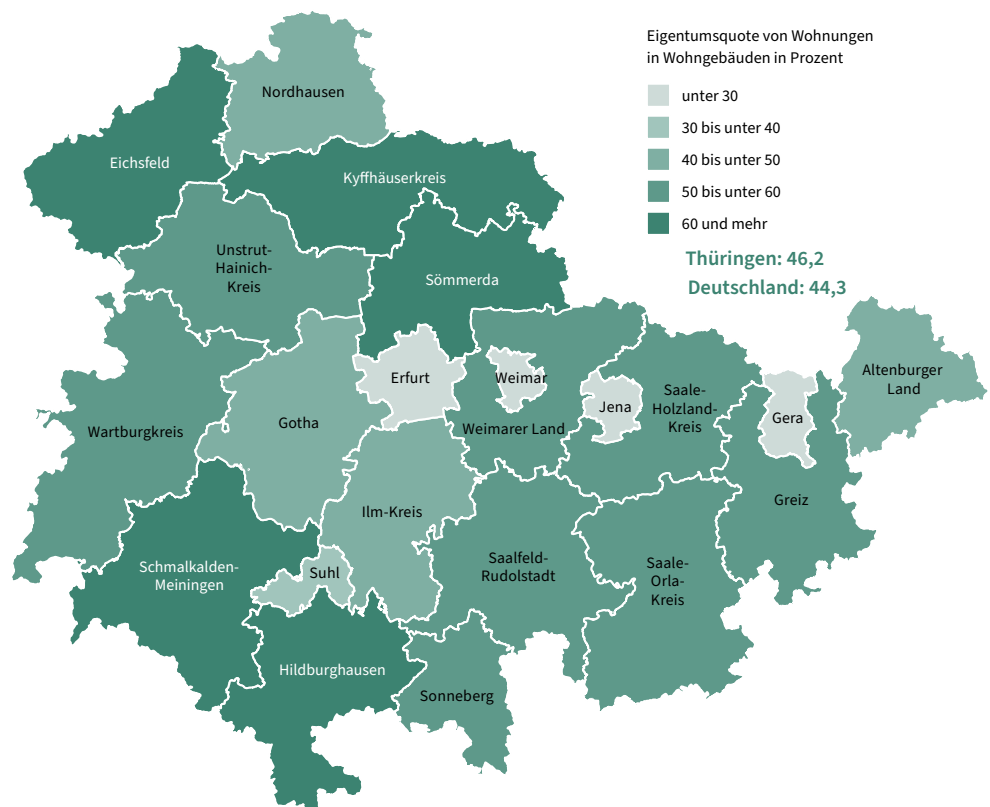 Eigentumsquote von Wohnungen
in Wohngebäuden in Prozent
unter 30
30 bis unter 40
40 bis unter 50
50 bis unter 60
60 und mehr
Thüringen: 46,2
Deutschland: 44,3
Nordhausen
Eichsfeld
Kyffhäuserkreis
Unstrut-
Hainich-
Kreis
Sömmerda
Erfurt
Weimar
Jena
Saale-
Holzland-
Kreis
Gera
Altenburger
Land
Wartburgkreis
Gotha
Weimarer Land
Greiz
Ilm-Kreis
Schmalkalden-
Meiningen
Suhl
Saalfeld-
Rudolstadt
Saale-
Orla-
Kreis
Hildburghausen
Sonneberg